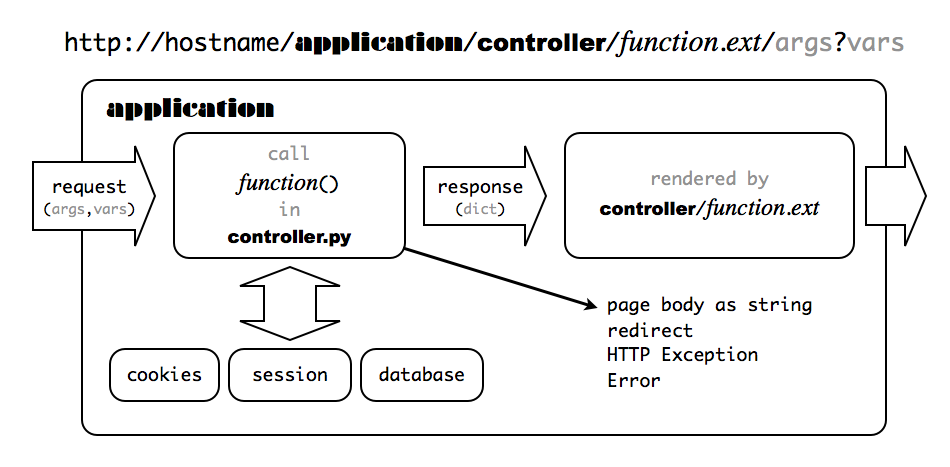 http://hostname/application/controller/function.ext/args?vars
application
request
(args,vars)
call
function()
in
controller.py
response
(dict)
rendered by
controller/function.ext
page body as string
redirect
HTTP Exception
Error
cookies
session
database